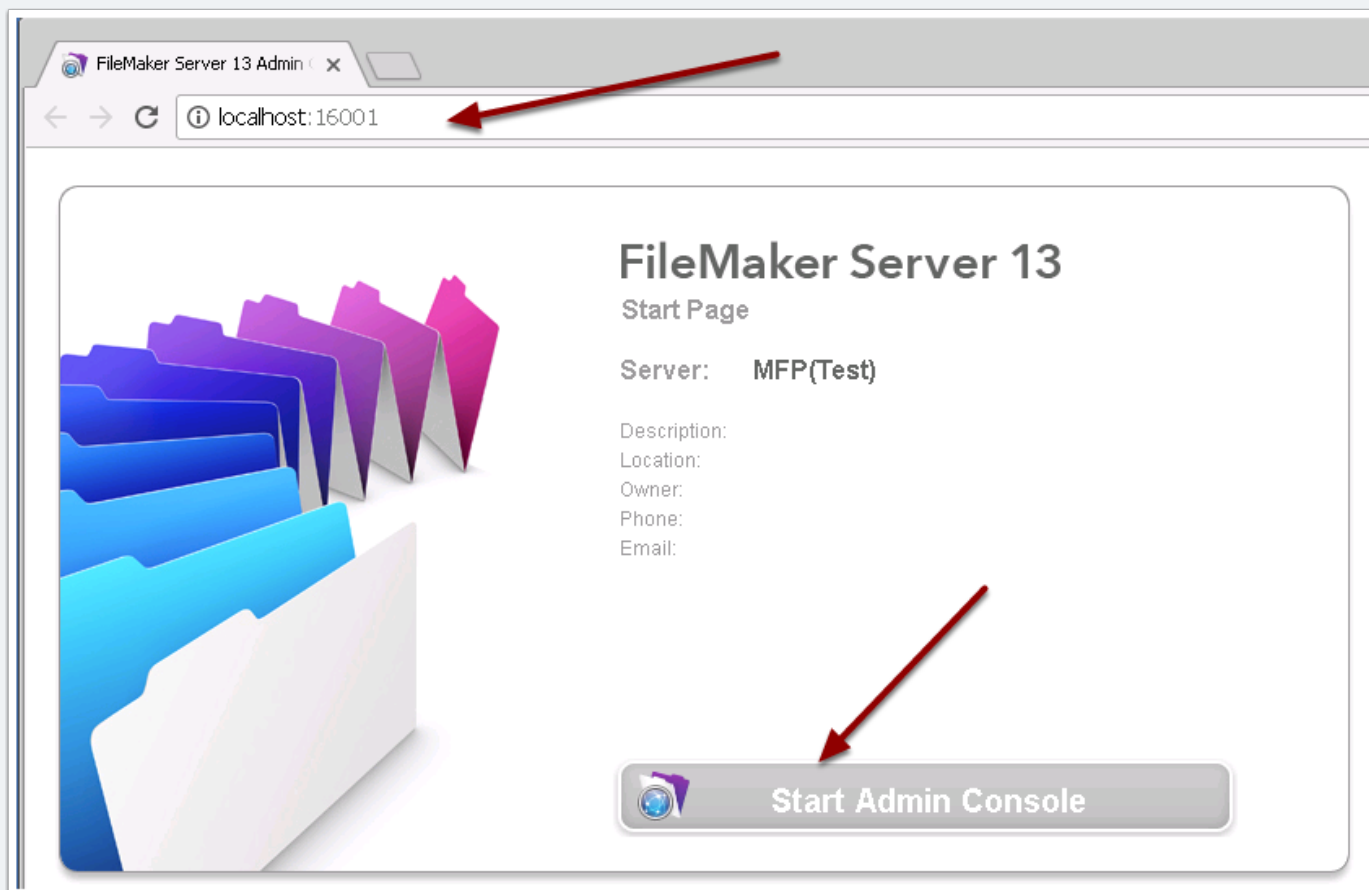 FileMaker Server 13 Admin
localhost:16001
FileMaker Server 13
Start Page
Server: MFP(Test)
Description:
Location:
Owner:
Phone:
Email:
Start Admin Console